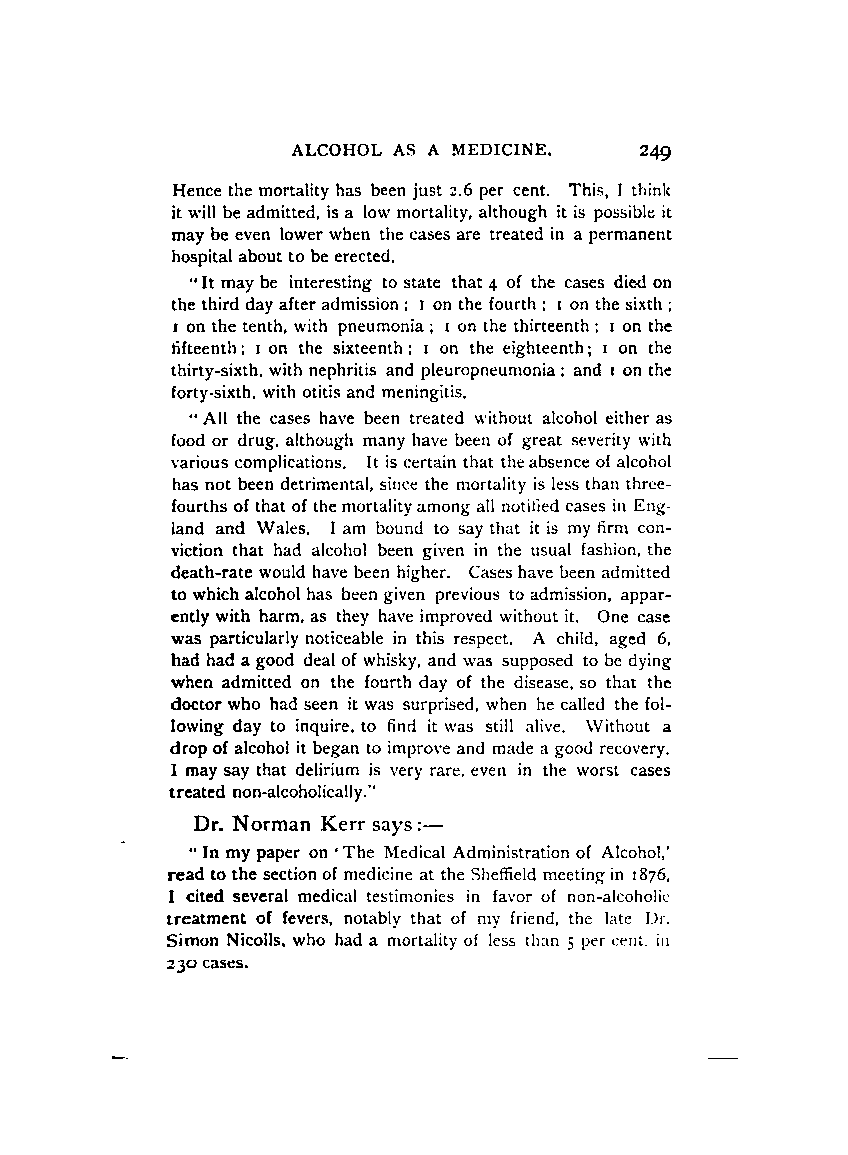 ALCOHOL AS A MEDICINE. 249
Hence the mortality has been just 2.6 per cent. This, I think
it will be admitted, is a low mortality, although it is possible it
may be even lower when the cases are treated in a permanent
hospital about to be erected.
"It may be interesting to state that 4 of the cases died on
the third day after admission; 1 on the fourth; 1 on the sixth;
1 on the tenth, with pneumonia; 1 on the thirteenth; 1 on the
fifteenth; 1 on the sixteenth; 1 on the eighteenth; 1 on the
thirty-sixth, with nephritis and pleuropneumonia; and 1 on the
forty-sixth, with otitis and meningitis.
"All the cases have been treated without alcohol either as
food or drug, although many have been of great severity with
various complications. It is certain that the absence of alcohol
has not been detrimental, since the mortality is less than three-
fourths of that of the mortality among all notified cases in Eng-
land and Wales. I am bound to say that it is my firm con-
viction that had alcohol been given in the usual fashion, the
death-rate would have been higher. Cases have been admitted
to which alcohol has been given previous to admission, appar-
ently with harm, as they have improved without it. One case
was particularly noticeable in this respect. A child, aged 6,
had had a good deal of whisky, and was supposed to be dying
when admitted on the fourth day of the disease, so that the
doctor who had seen it was surprised, when he called the fol-
lowing day to inquire, to find it was still alive. Without a
drop of alcohol it began to improve and made a good recovery.
I may say that delirium is very rare, even in the worst cases
treated non-alcoholically."
Dr. Norman Kerr says:—
"In my paper on 'The Medical Administration of Alcohol,'
read to the section of medicine at the Sheffield meeting in 1876,
I cited several medical testimonies in favor of non-alcoholic
treatment of fevers, notably that of my friend, the late Dr.
Simon Nicolls, who had a mortality of less than 5 per cent. in
230 cases.